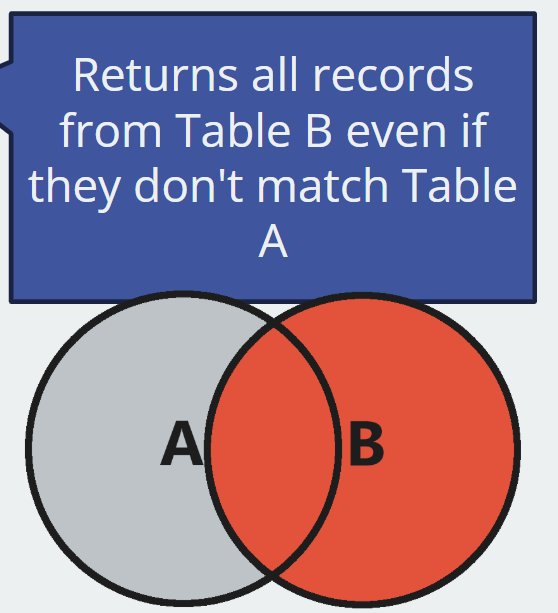 Returns all records
from Table B even if
they don't match Table
A
A B